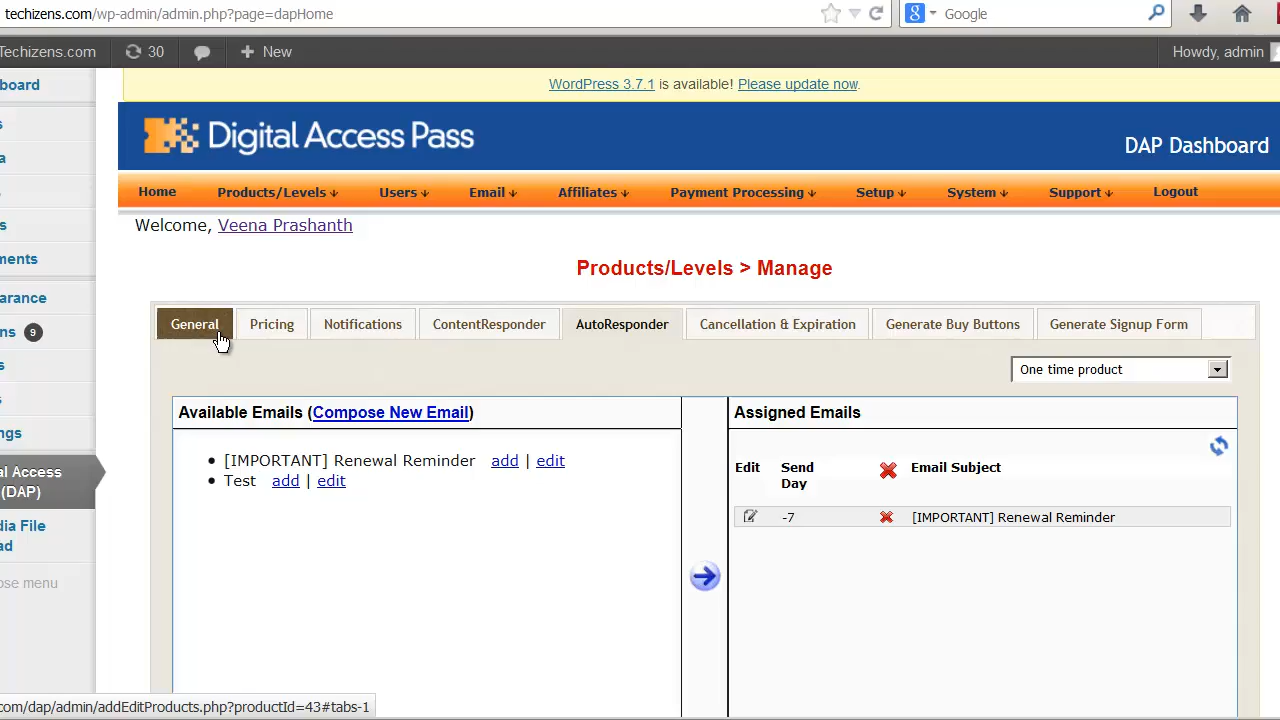 techizens.com/wp-admin/admin.php?page=dapHome
Google
Techizens.com
30
New
Howdy, admin
board
s
WordPress 3.7.1 is available! Please update now.
a
Digital Access Pass
DAP Dashboard
Home
Products/Levels
Users
Email
Affiliates
Payment Processing
Setup
System
Support
Logout
s
Welcome, Veena Prashanth
ments
Products/Levels > Manage
arance
General
Pricing
Notifications
ContentResponder
AutoResponder
Cancellation & Expiration
Generate Buy Buttons
Generate Signup Form
ns 9
s
One time product
s
Available Emails (Compose New Email)
Assigned Emails
ngs
[IMPORTANT] Renewal Reminder add | edit
Test add | edit
Edit
Send Day
Email Subject
al Access
(DAP)
-7
[IMPORTANT] Renewal Reminder
dia File
ad
ose menu
com/dap/admin/addEditProducts.php?productId=43#tabs-1